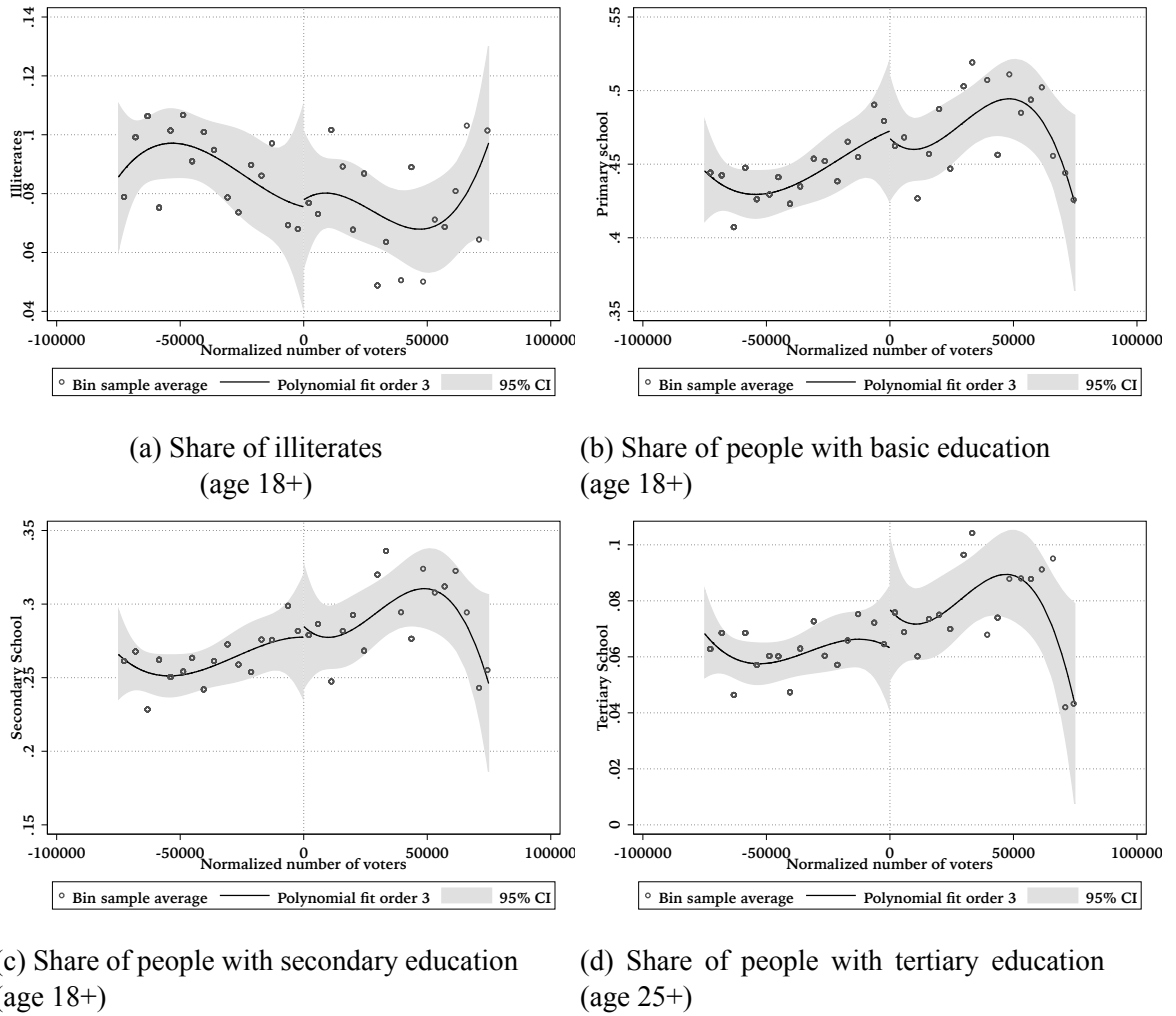 .14
.12
.1
.08
.06
.04
Illiterates
-100000 -50000 0 50000 100000
Normalized number of voters
Bin sample average Polynomial fit order 3 95% CI
(a) Share of illiterates
(age 18+)
.55
.5
.45
.4
.35
Primary school
-100000 -50000 0 50000 100000
Normalized number of voters
Bin sample average Polynomial fit order 3 95% CI
(b) Share of people with basic education
(age 18+)
.35
.3
.25
.2
.15
Secondary School
-100000 -50000 0 50000 100000
Normalized number of voters
Bin sample average Polynomial fit order 3 95% CI
(c) Share of people with secondary education
(age 18+)
.1
.08
.06
.04
.02
0
Tertiary School
-100000 -50000 0 50000 100000
Normalized number of voters
Bin sample average Polynomial fit order 3 95% CI
(d) Share of people with tertiary education
(age 25+)